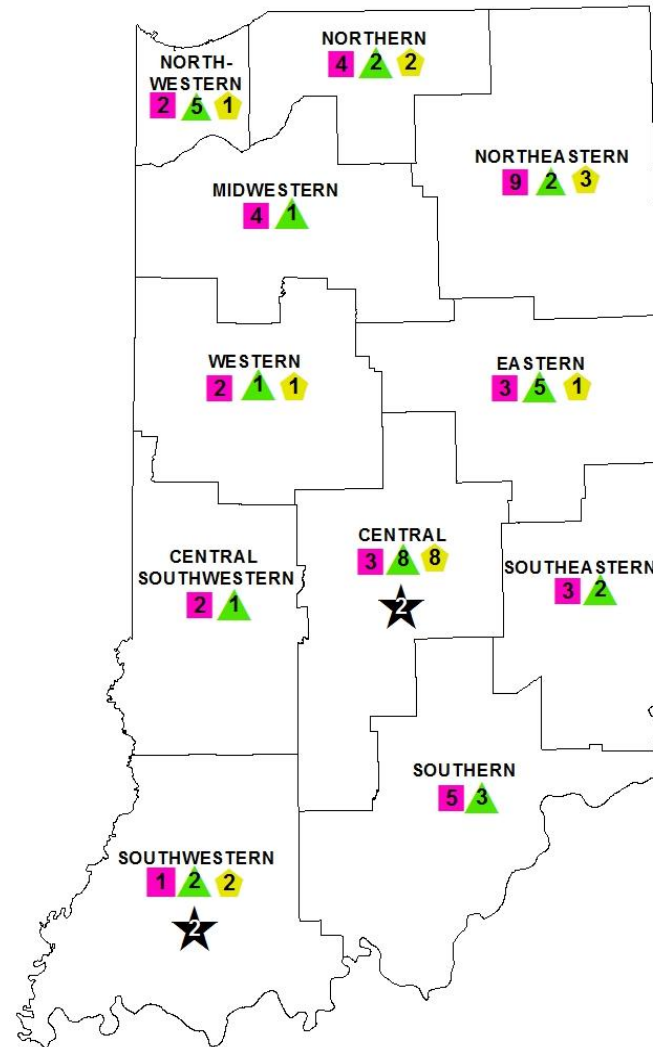 NORTH-
WESTERN
2 5 1
NORTHERN
4 2 2
NORTHEASTERN
9 2 3
MIDWESTERN
4 1
WESTERN
2 1 1
EASTERN
3 5 1
CENTRAL
3 8 8
2
CENTRAL
SOUTHWESTERN
2 1
SOUTHEASTERN
3 2
SOUTHERN
5 3
SOUTHWESTERN
1 2 2
2